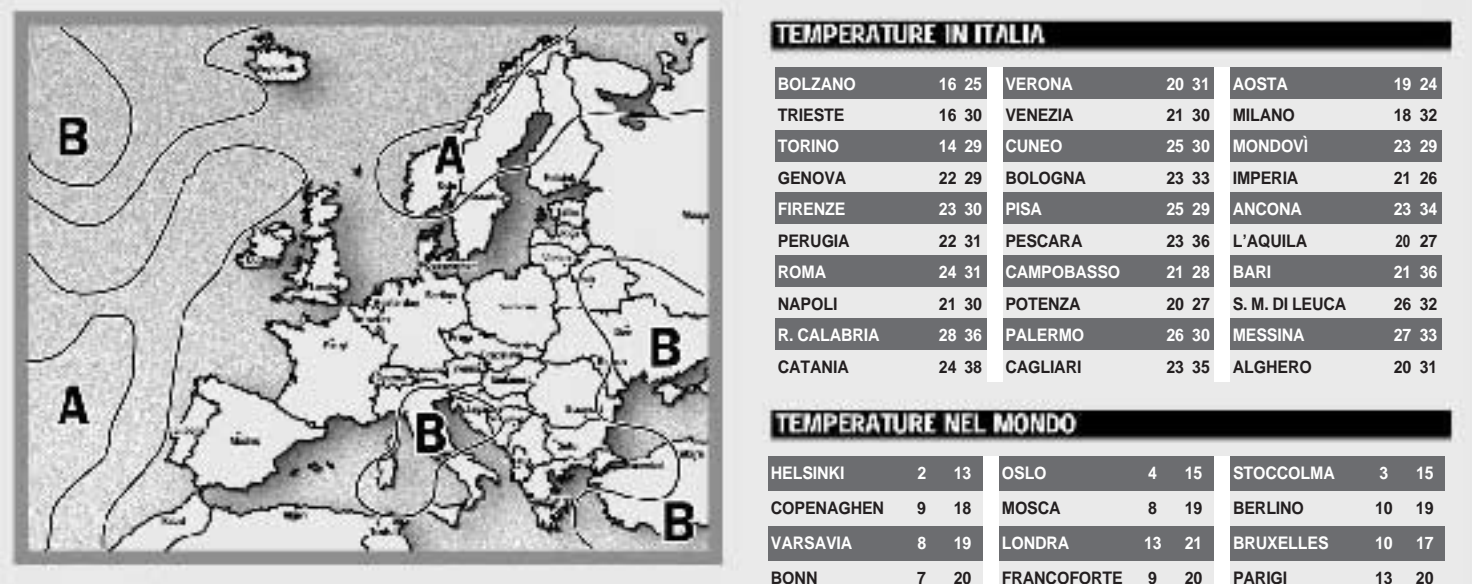 B
A
A
B
B
B
TEMPERATURE IN ITALIA
BOLZANO 16 25 VERONA 20 31 AOSTA 19 24
TRIESTE 16 30 VENEZIA 21 30 MILANO 18 32
TORINO 14 29 CUNEO 25 30 MONDOVÌ 23 29
GENOVA 22 29 BOLOGNA 23 33 IMPERIA 21 26
FIRENZE 23 30 PISA 25 29 ANCONA 23 34
PERUGIA 22 31 PESCARA 23 36 L'AQUILA 20 27
ROMA 24 31 CAMPOBASSO 21 28 BARI 21 36
NAPOLI 21 30 POTENZA 20 27 S. M. DI LEUCA 26 32
R. CALABRIA 28 36 PALERMO 26 30 MESSINA 27 33
CATANIA 24 38 CAGLIARI 23 35 ALGHERO 20 31
TEMPERATURE NEL MONDO
HELSINKI 2 13 OSLO 4 15 STOCCOLMA 3 15
COPENAGHEN 9 18 MOSCA 8 19 BERLINO 10 19
VARSAVIA 8 19 LONDRA 13 21 BRUXELLES 10 17
BONN 7 20 FRANCOFORTE 9 20 PARIGI 13 20